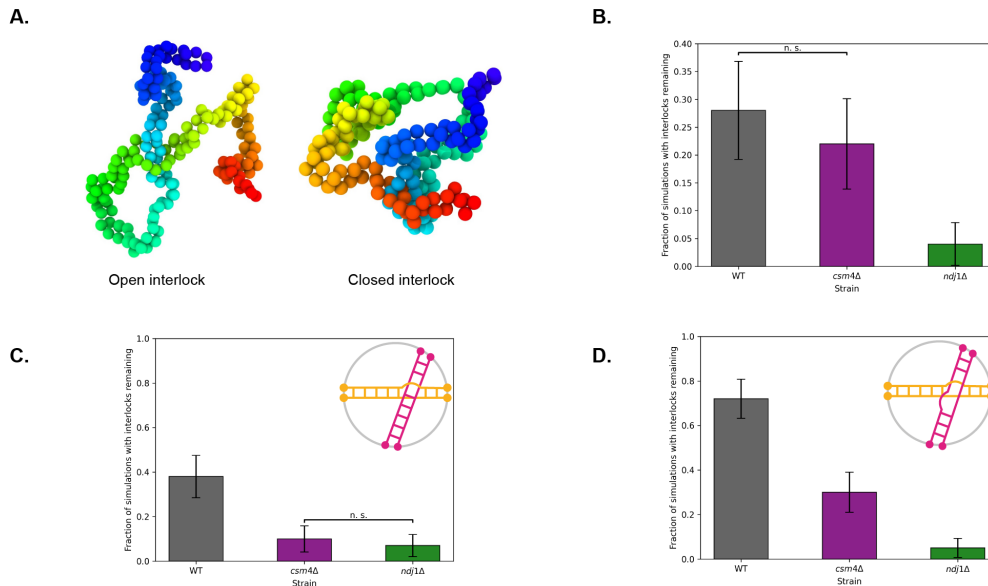 A.
Open interlock
Closed interlock
B.
Fraction of simulations with interlocks remaining
0.40
0.35
0.30
0.25
0.20
0.15
0.10
0.05
0.00
n. s.
WT
csm4Δ
ndj1Δ
Strain
C.
Fraction of simulations with interlocks remaining
1.0
0.8
0.6
0.4
0.2
0.0
n. s.
WT
csm4Δ
ndj1Δ
Strain
D.
Fraction of simulations with interlocks remaining
1.0
0.8
0.6
0.4
0.2
0.0
WT
csm4Δ
ndj1Δ
Strain